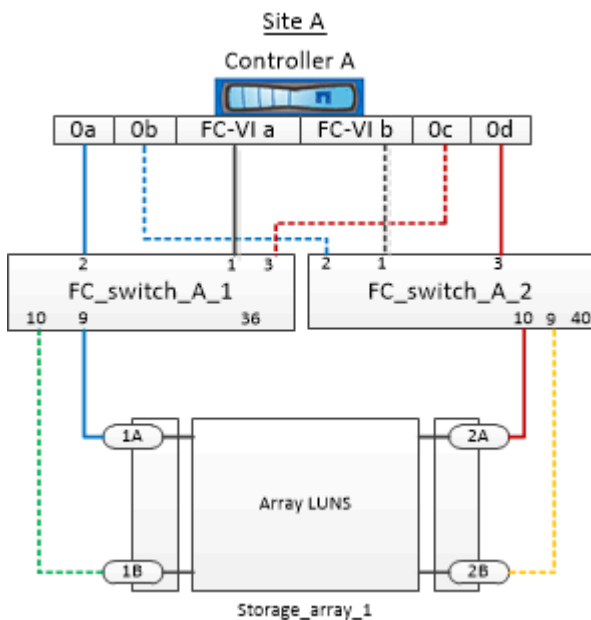 Site A
Controller A
0a 0b FC-VI a FC-VI b 0c 0d
2 1 3 2 1 3
FC_switch_A_1 FC_switch_A_2
10 9 36 10 9 40
1A 2A
Array LUNS
1B 2B
Storage_array_1